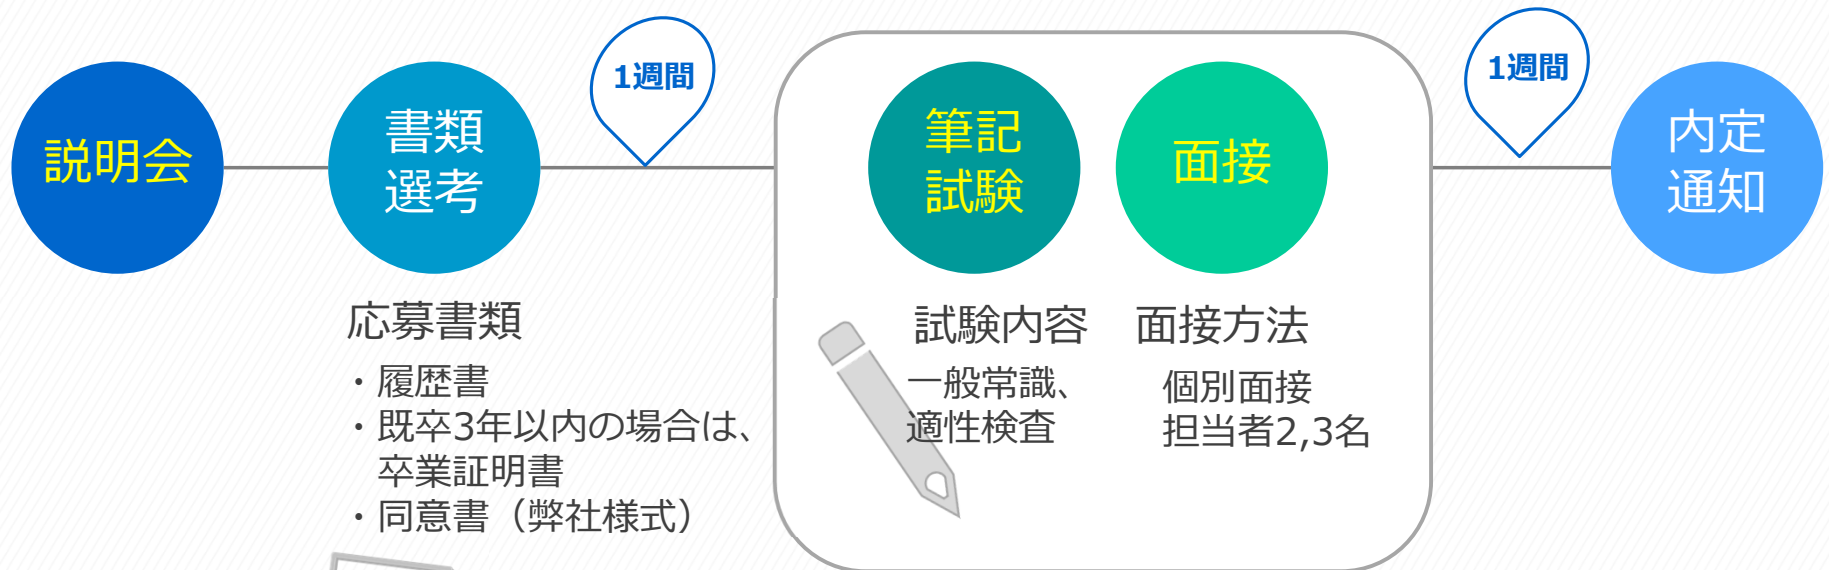 説明会
書類
選考
1週間
筆記
試験
面接
1週間
内定
通知
応募書類
・履歴書
・既卒3年以内の場合は、
卒業証明書
・同意書（弊社様式）
試験内容
一般常識、
適性検査
面接方法
個別面接
担当者2,3名